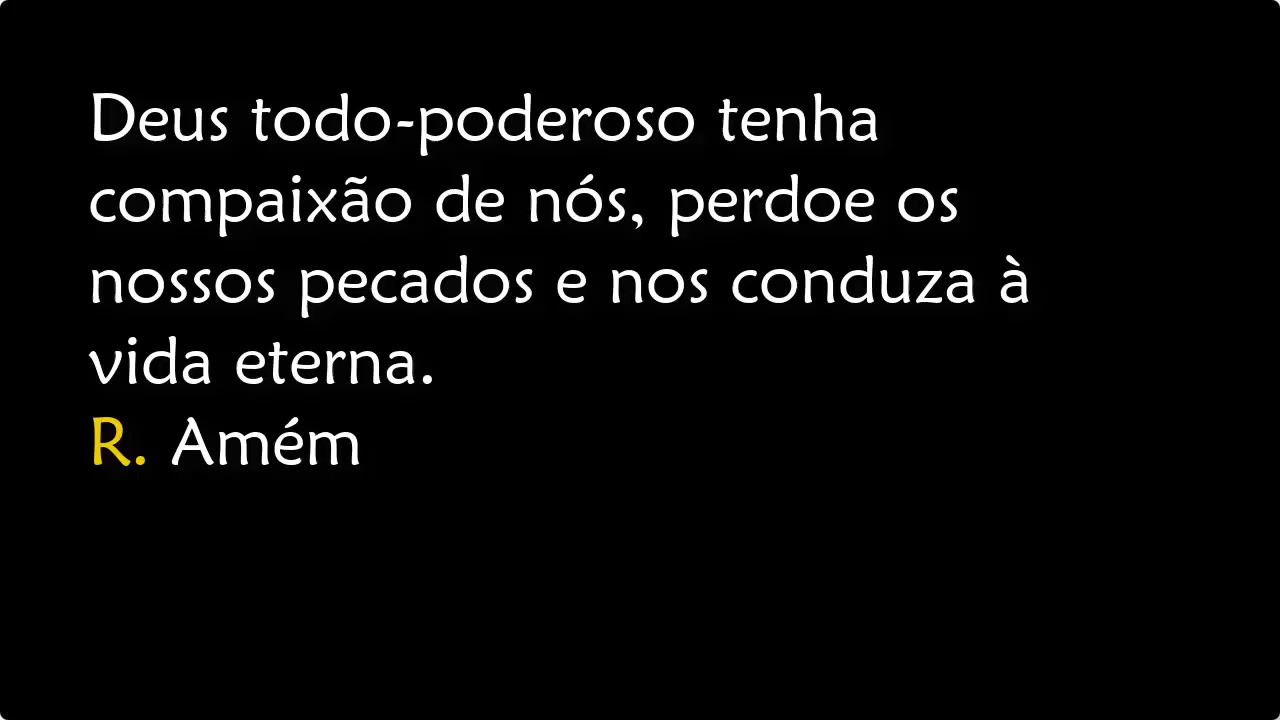 Deus todo-poderoso tenha
compaixão de nós, perdoe os
nossos pecados e nos conduza à
vida eterna.
R. Amém